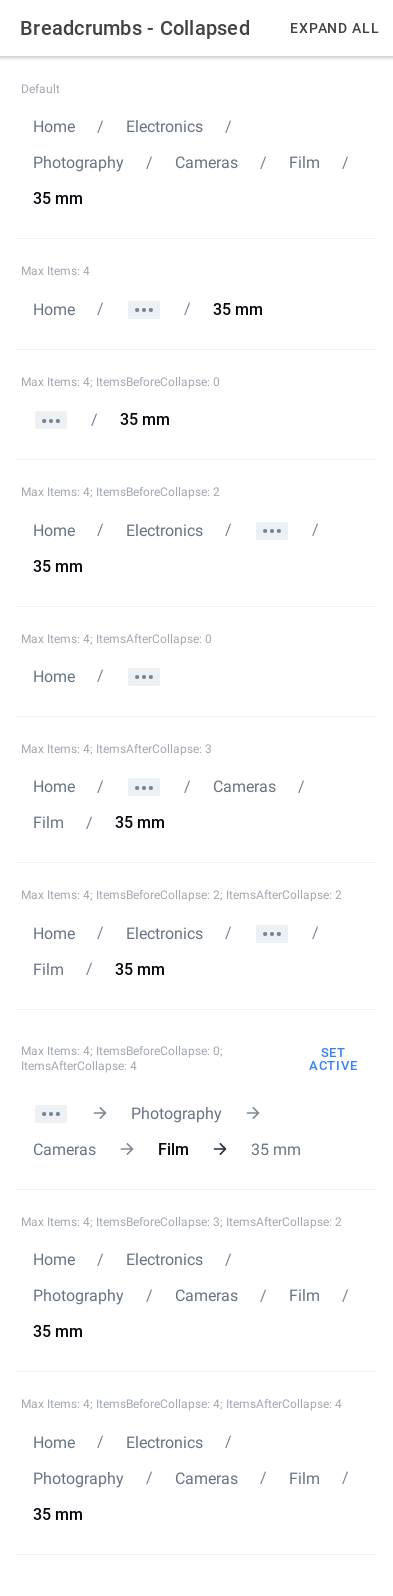 Breadcrumbs - Collapsed EXPAND ALL
Default
Home / Electronics /
Photography / Cameras / Film /
35 mm
Max Items: 4
Home / ••• / 35 mm
Max Items: 4; ItemsBeforeCollapse: 0
••• / 35 mm
Max Items: 4; ItemsBeforeCollapse: 2
Home / Electronics / ••• /
35 mm
Max Items: 4; ItemsAfterCollapse: 0
Home / •••
Max Items: 4; ItemsAfterCollapse: 3
Home / ••• / Cameras /
Film / 35 mm
Max Items: 4; ItemsBeforeCollapse: 2; ItemsAfterCollapse: 2
Home / Electronics / ••• /
Film / 35 mm
Max Items: 4; ItemsBeforeCollapse: 0;
ItemsAfterCollapse: 4
SET
ACTIVE
••• → Photography →
Cameras → Film → 35 mm
Max Items: 4; ItemsBeforeCollapse: 3; ItemsAfterCollapse: 2
Home / Electronics /
Photography / Cameras / Film /
35 mm
Max Items: 4; ItemsBeforeCollapse: 4; ItemsAfterCollapse: 4
Home / Electronics /
Photography / Cameras / Film /
35 mm